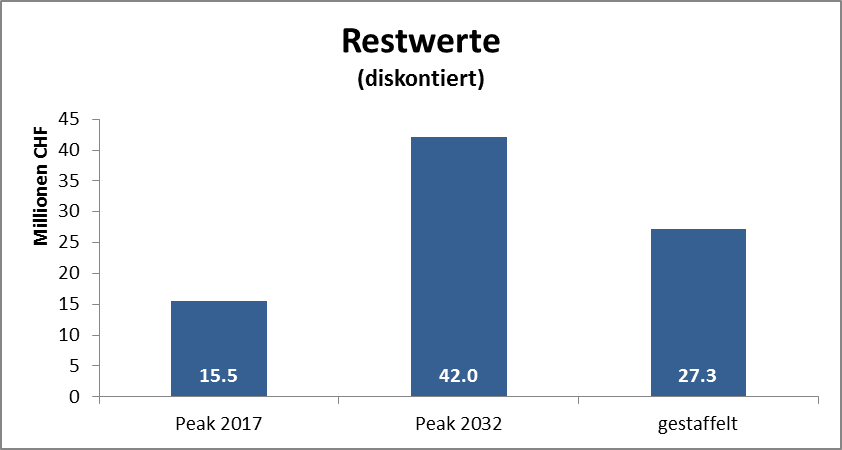 Restwerte
(diskontiert)
Millionen CHF
45
40
35
30
25
20
15
10
5
0
15.5
42.0
27.3
Peak 2017
Peak 2032
gestaffelt